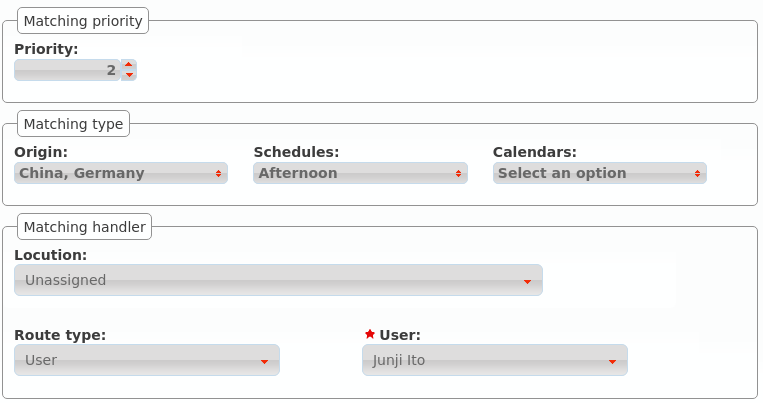 Matching priority
Priority:
2
Matching type
Origin: Schedules: Calendars:
China, Germany Afternoon Select an option
Matching handler
Locution:
Unassigned
Route type: User:
User Junji Ito